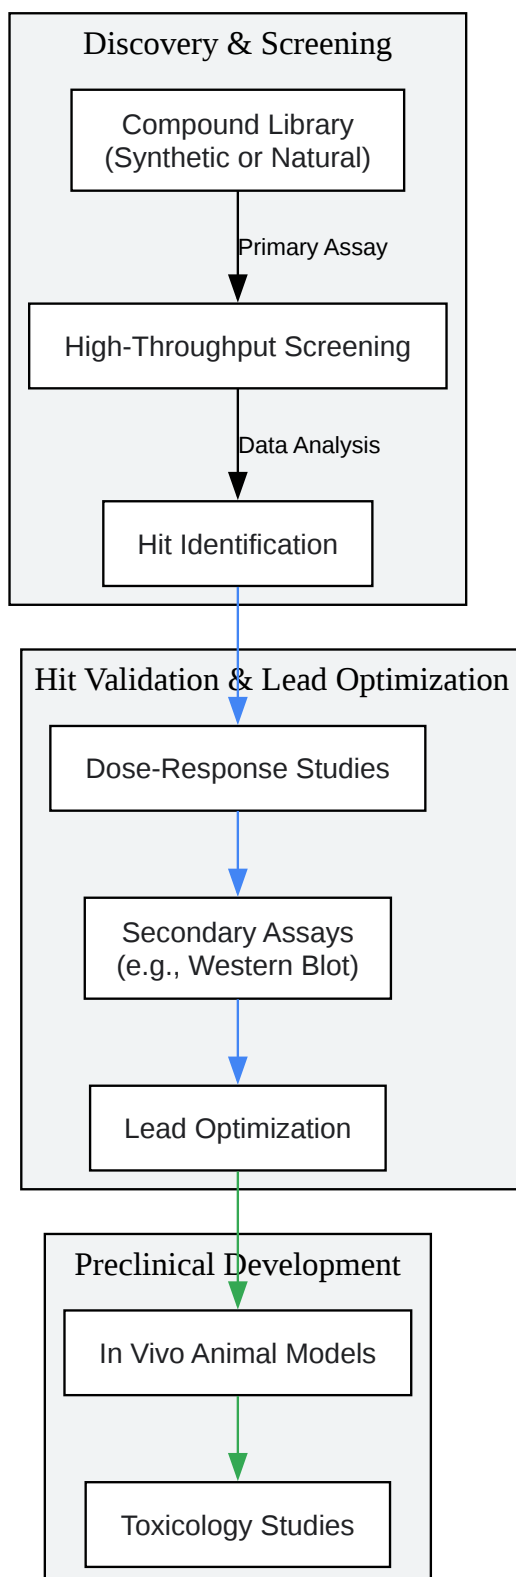 Discovery & Screening
Compound Library
(Synthetic or Natural)
Primary Assay
High-Throughput Screening
Data Analysis
Hit Identification
Hit Validation & Lead Optimization
Dose-Response Studies
Secondary Assays
(e.g., Western Blot)
Lead Optimization
Preclinical Development
In Vivo Animal Models
Toxicology Studies